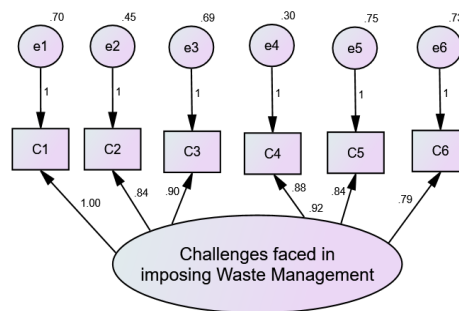 .70 .45 .69 .30 .75
e1 e2 e3 e4 e5 e6
1 1 1 1 1 1
C1 C2 C3 C4 C5 C6
1.00 .84 .90 .88 .92 .84 .79
Challenges faced in
imposing Waste Management